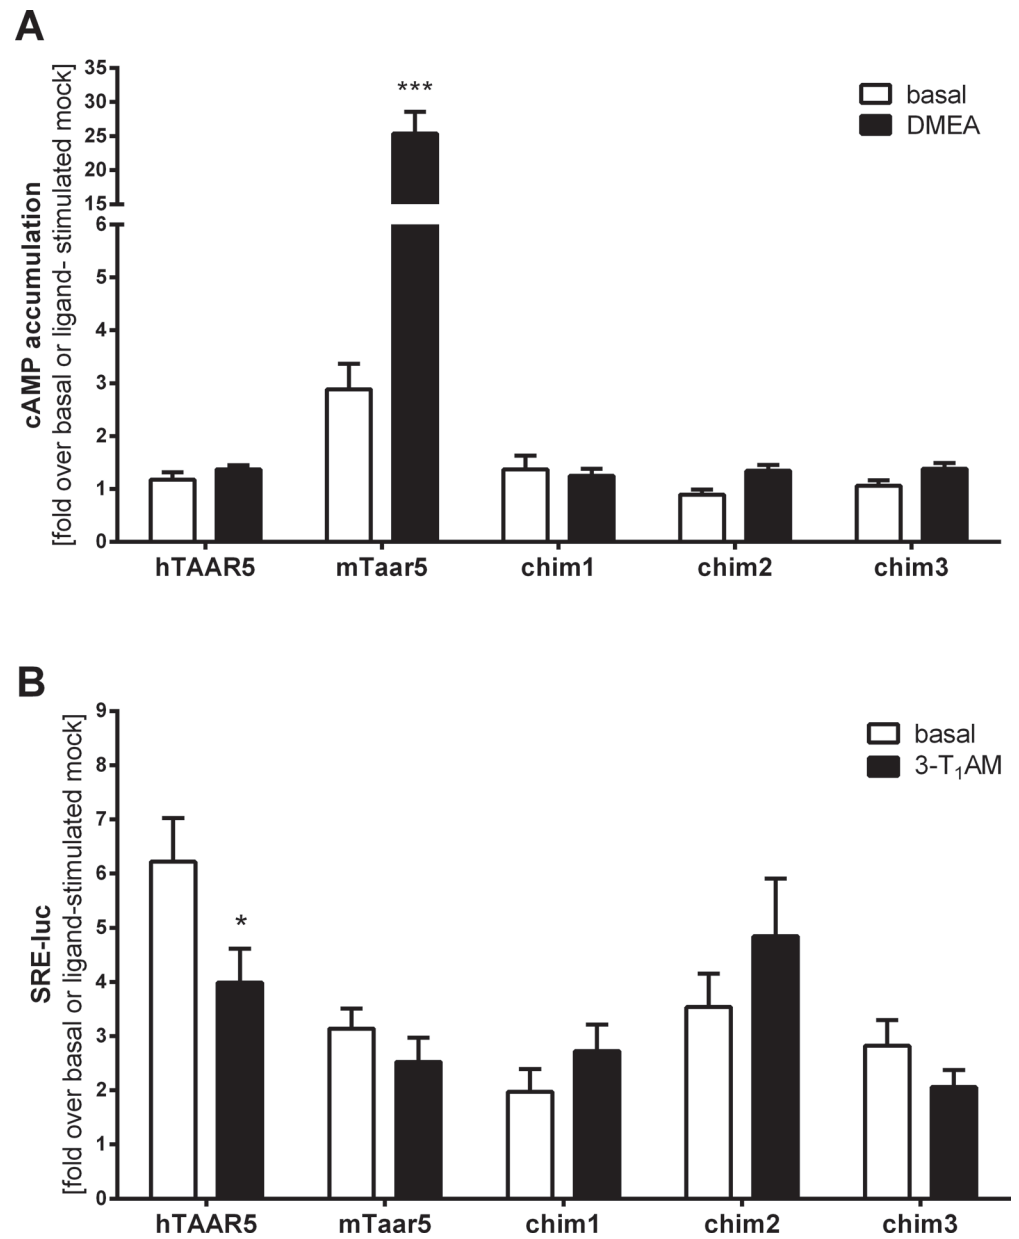 A
cAMP accumulation
[fold over basal or ligand- stimulated mock]
35
30
25
20
15
6
5
4
3
2
1
0
***
basal
DMEA
hTAAR5 mTaar5 chim1 chim2 chim3
B
SRE-luc
[fold over basal or ligand-stimulated mock]
9
8
7
6
5
4
3
2
1
0
*
basal
3-T₁AM
hTAAR5 mTaar5 chim1 chim2 chim3